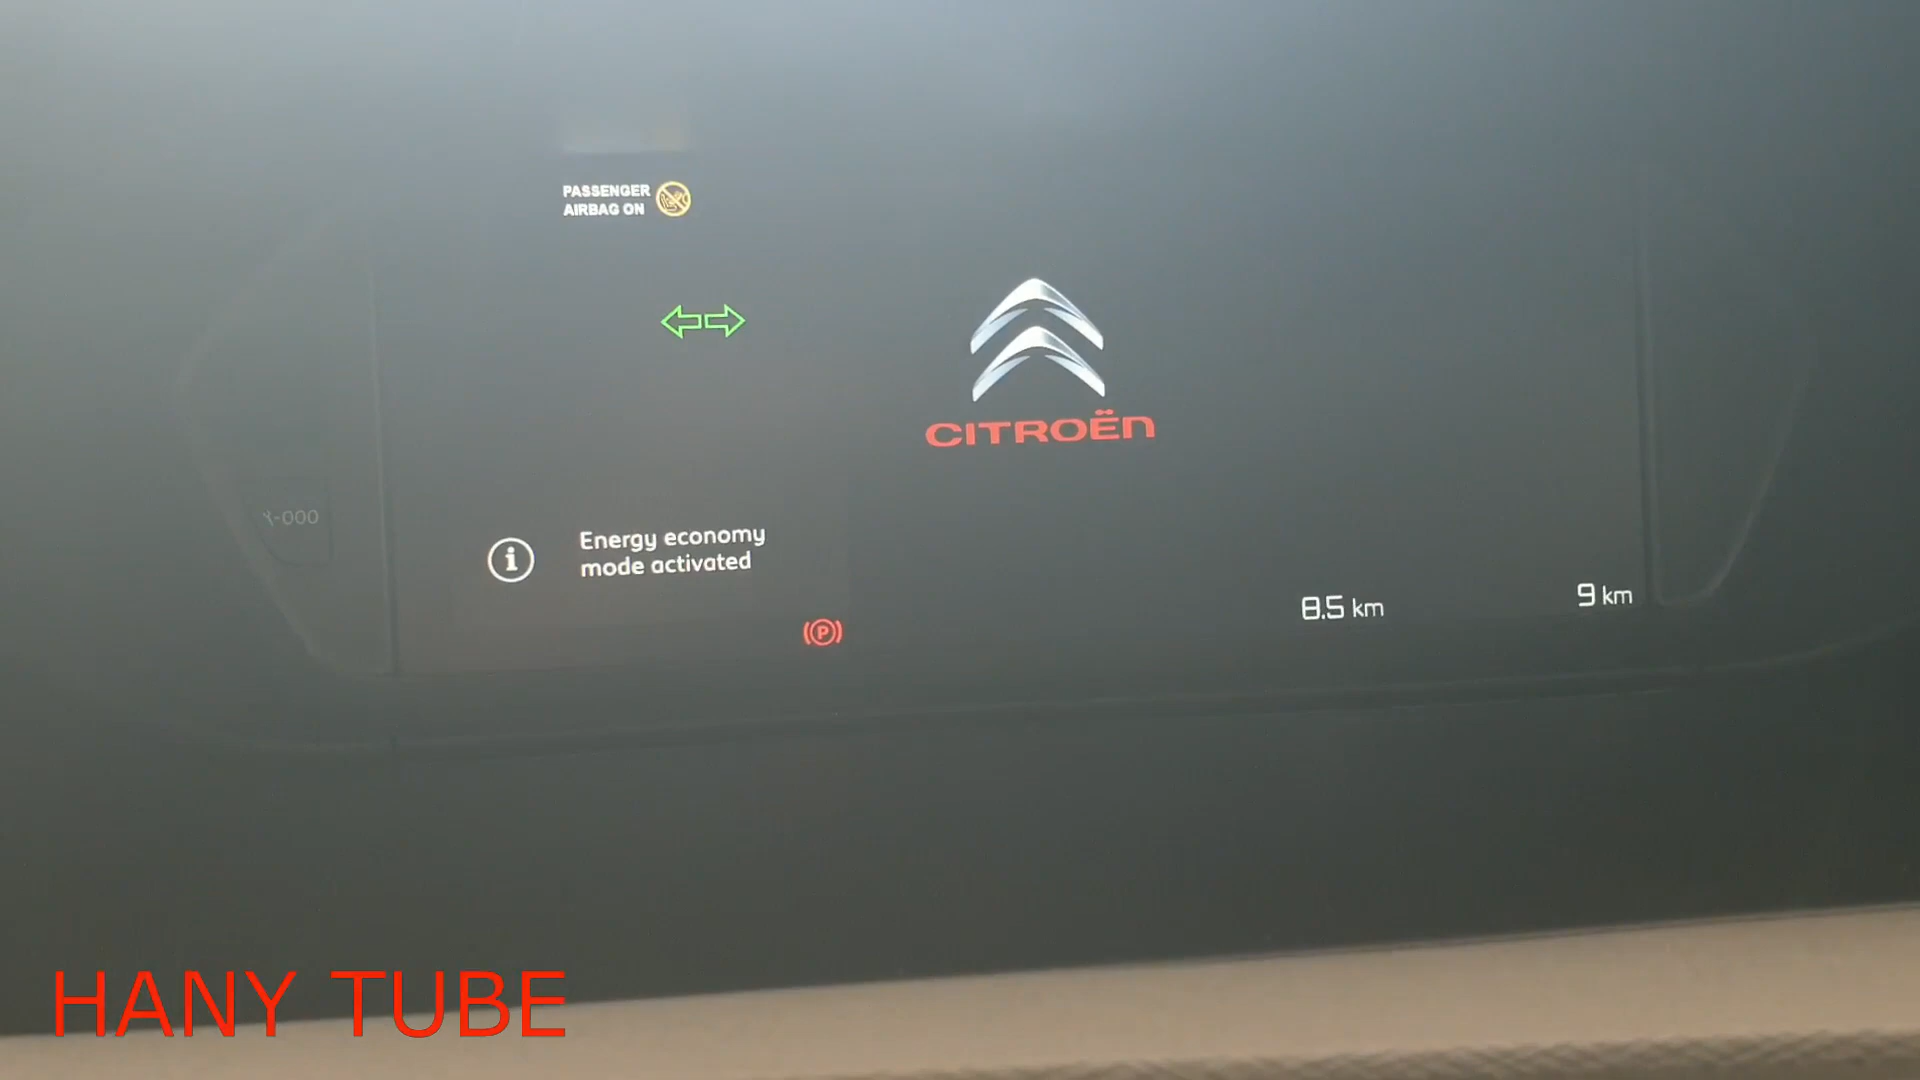 PASSENGER
AIRBAG ON
CITROËN
Energy economy
mode activated
P
8.5 km
9 km
HANY TUBE